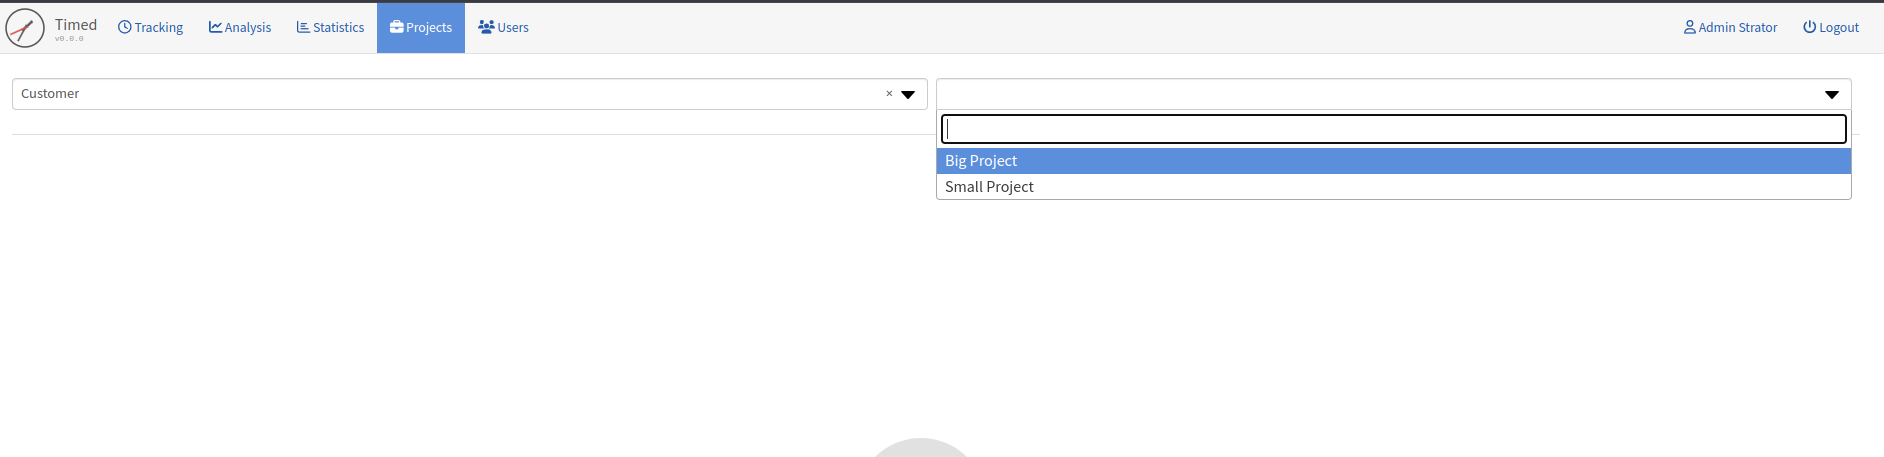 Timed
v0.0.0
Tracking
Analysis
Statistics
Projects
Users
Admin Strator
Logout
Customer ×
Big Project
Small Project